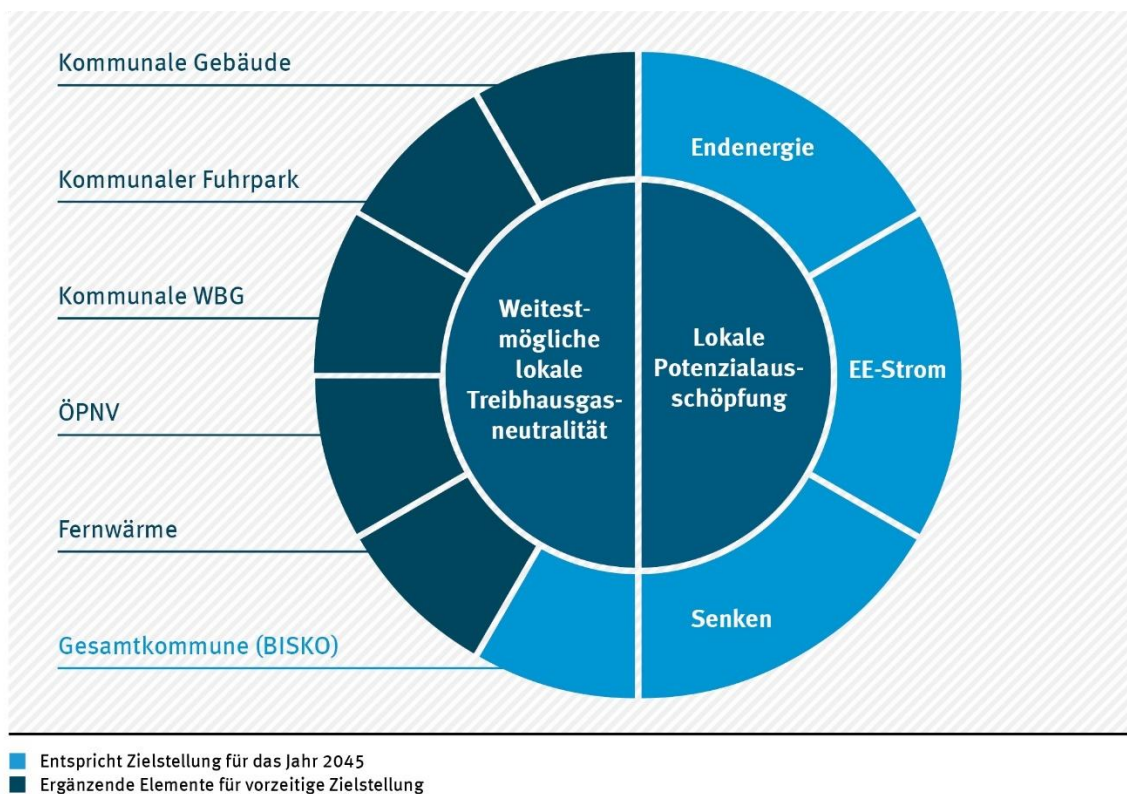 Kommunale Gebäude
Kommunaler Fuhrpark
Kommunale WBG
ÖPNV
Fernwärme
Gesamtkommune (BISKO)
Weitest-
mögliche
lokale
Treibhausgas-
neutralität
Lokale
Potenzialaus-
schöpfung
Endenergie
EE-Strom
Senken
Entspricht Zielstellung für das Jahr 2045
Ergänzende Elemente für vorzeitige Zielstellung